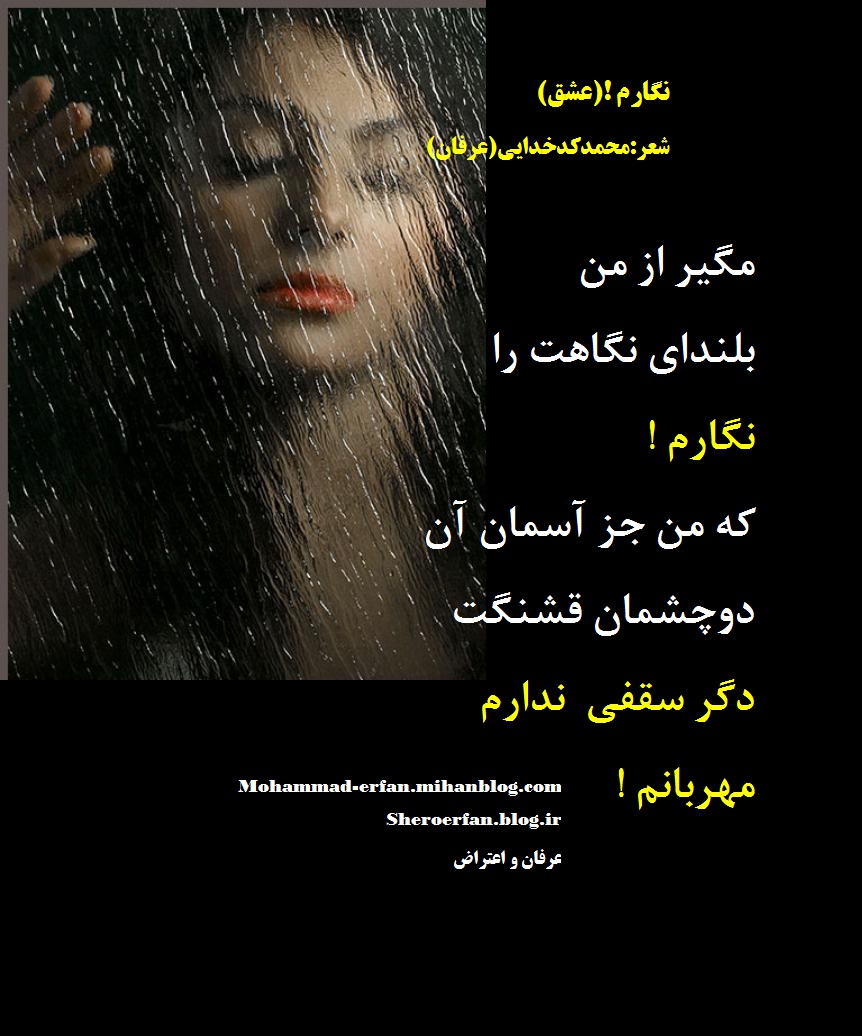 نگارم !(عشق)
شعر:محمدکدخدایی(عرفان)
مگیر از من
بلندای نگاهت را
نگارم !
که من جز آسمان آن
دوچشمان قشنگت
دگر سقفی ندارم
مهربانم !
Mohammad-erfan.mihanblog.com
Sheroerfan.blog.ir
عرفان و اعتراض